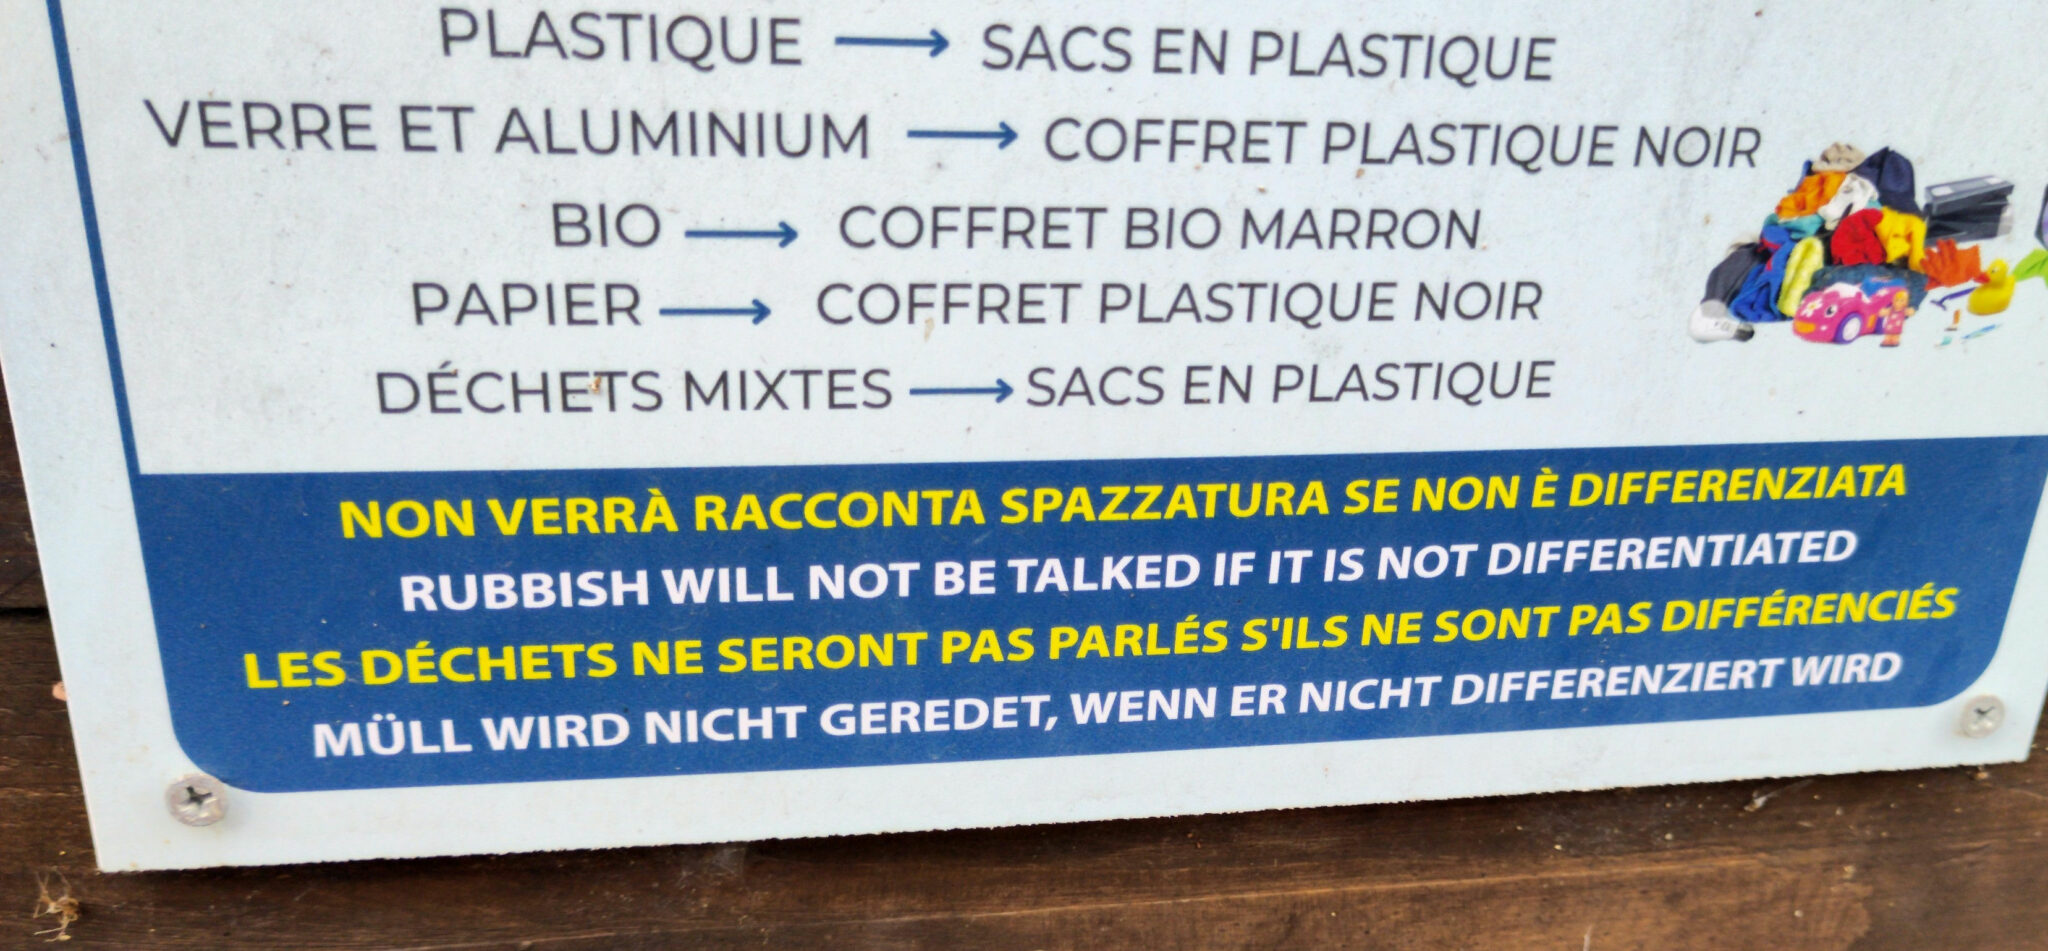 PLASTIQUE → SACS EN PLASTIQUE
VERRE ET ALUMINIUM → COFFRET PLASTIQUE NOIR
BIO → COFFRET BIO MARRON
PAPIER → COFFRET PLASTIQUE NOIR
DÉCHETS MIXTES → SACS EN PLASTIQUE
NON VERRÀ RACCONTA SPAZZATURA SE NON È DIFFERENZIATA
RUBBISH WILL NOT BE TALKED IF IT IS NOT DIFFERENTIATED
LES DÉCHETS NE SERONT PAS PARLÉS S'ILS NE SONT PAS DIFFÉRENCIÉS
MÜLL WIRD NICHT GEREDET, WENN ER NICHT DIFFERENZIERT WIRD